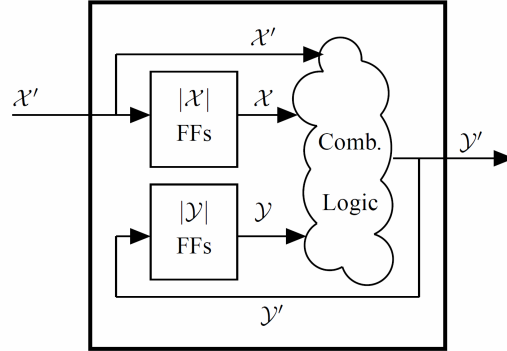 𝒳′
𝒳′
|𝒳|
FFs
𝒳
Comb.
Logic
𝒴′
|𝒴|
FFs
𝒴
𝒴′